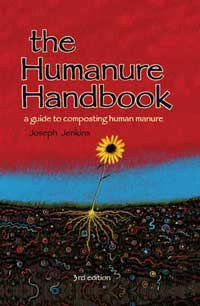 the
Humanure
Handbook
a guide to composting human manure
Joseph Jenkins
3rd edition